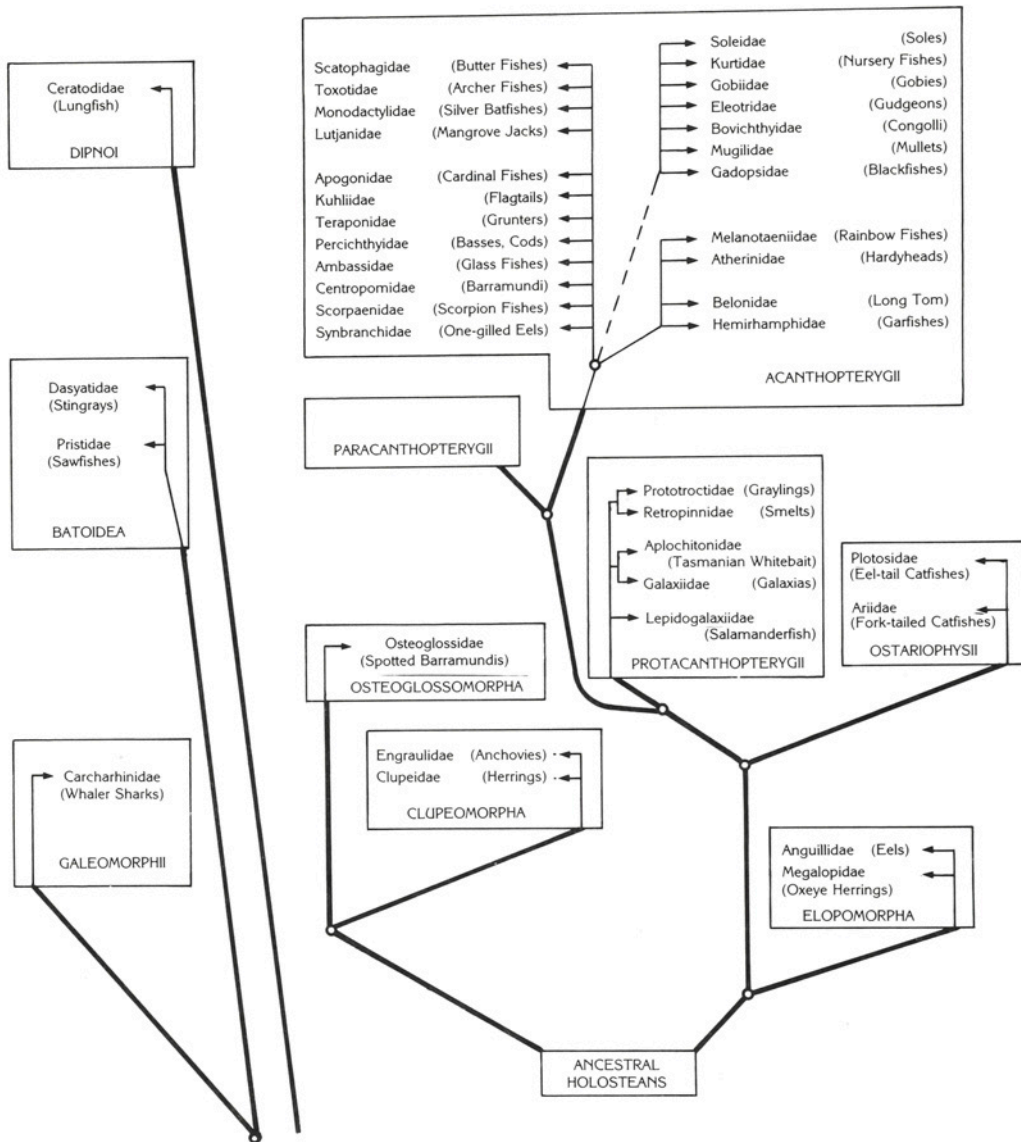 Ceratodidae
(Lungfish)
DIPNOI
Scatophagidae (Butter Fishes)
Toxotidae (Archer Fishes)
Monodactylidae (Silver Batfishes)
Lutjanidae (Mangrove Jacks)
Apogonidae (Cardinal Fishes)
Kuhliidae (Flagtails)
Teraponidae (Grunters)
Percichthyidae (Basses, Cods)
Ambassidae (Glass Fishes)
Centropomidae (Barramundi)
Scorpaenidae (Scorpion Fishes)
Synbranchidae (One-gilled Eels)
Soleidae (Soles)
Kurtidae (Nursery Fishes)
Gobiidae (Gobies)
Eleotridae (Gudgeons)
Bovichthyidae (Congolli)
Mugilidae (Mullets)
Gadopsidae (Blackfishes)
Melanotaeniidae (Rainbow Fishes)
Atherinidae (Hardyheads)
Belonidae (Long Tom)
Hemirhamphidae (Garfishes)
ACANTHOPTERYGII
Dasyatidae
(Stingrays)
Pristidae
(Sawfishes)
BATOIDEA
PARACANTHOPTERYGII
Prototroctidae (Graylings)
Retropinnidae (Smelts)
Aplochitonidae
(Tasmanian Whitebait)
Galaxiidae (Galaxias)
Lepidogalaxiidae
(Salamanderfish)
PROTACANTHOPTERYGII
Plotosidae
(Eel-tail Catfishes)
Ariidae
(Fork-tailed Catfishes)
OSTARIOPHYSII
Osteoglossidae
(Spotted Barramundis)
OSTEOGLOSSOMORPHA
Engraulidae (Anchovies)
Clupeidae (Herrings)
CLUPEOMORPHA
Carcharhinidae
(Whaler Sharks)
GALEOMORPHII
Anguillidae (Eels)
Megalopidae
(Oxeye Herrings)
ELOPOMORPHA
ANCESTRAL
HOLOSTEANS